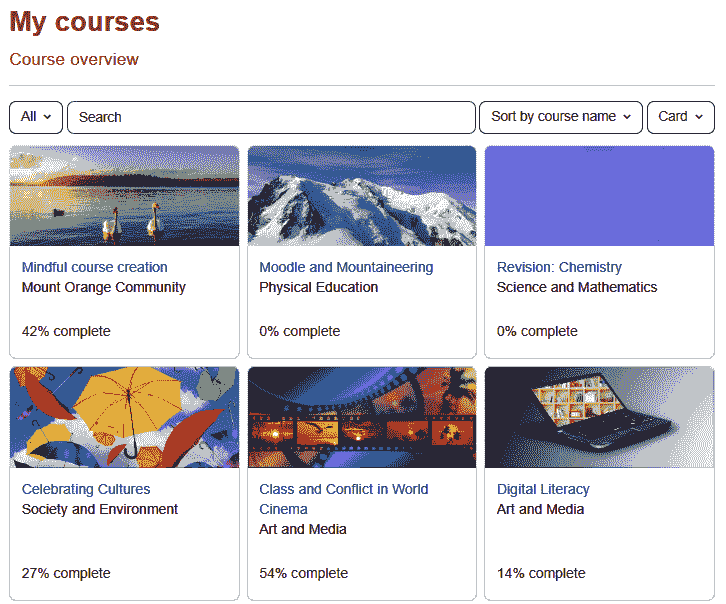 My courses
Course overview
All
Search
Sort by course name
Card
Mindful course creation
Mount Orange Community
42% complete
Moodle and Mountaineering
Physical Education
0% complete
Revision: Chemistry
Science and Mathematics
0% complete
Celebrating Cultures
Society and Environment
27% complete
Class and Conflict in World
Cinema
Art and Media
54% complete
Digital Literacy
Art and Media
14% complete